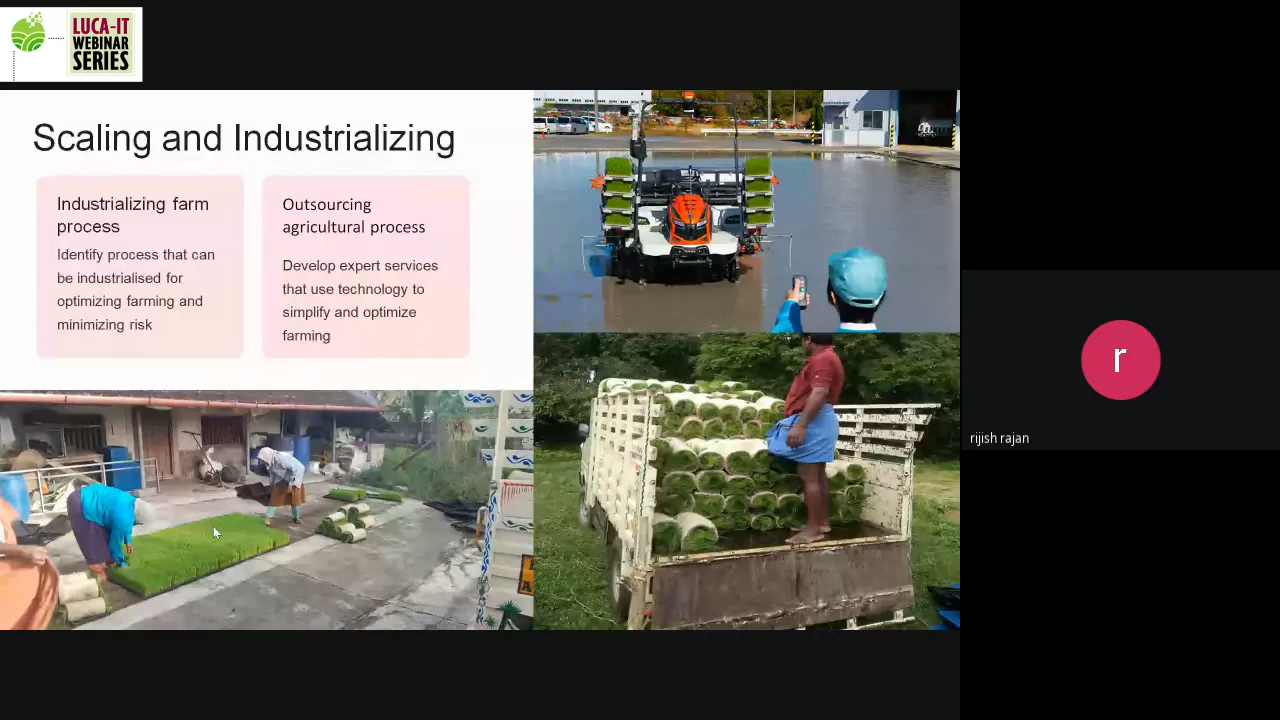 LUCA-IT
WEBINAR
SERIES
Scaling and Industrializing
Industrializing farm
process
Identify process that can
be industrialised for
optimizing farming and
minimizing risk
Outsourcing
agricultural process
Develop expert services
that use technology to
simplify and optimize
farming
r
rijish rajan